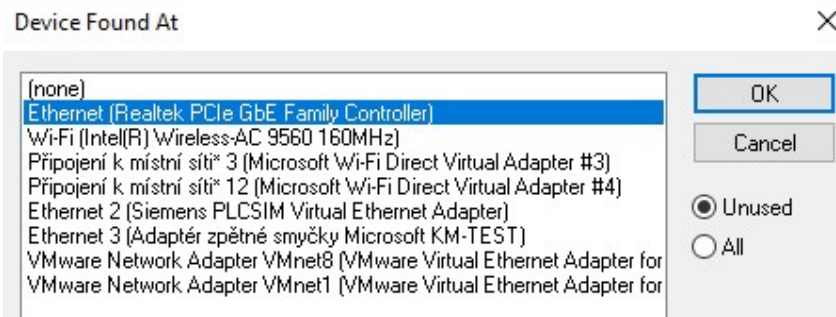 Device Found At
(none)
Ethernet (Realtek PCIe GbE Family Controller)
Wi-Fi (Intel(R) Wireless-AC 9560 160MHz)
Připojení k místní síti* 3 (Microsoft Wi-Fi Direct Virtual Adapter #3)
Připojení k místní síti* 12 (Microsoft Wi-Fi Direct Virtual Adapter #4)
Ethernet 2 (Siemens PLCSIM Virtual Ethernet Adapter)
Ethernet 3 (Adaptér zpětné smyčky Microsoft KM-TEST)
VMware Network Adapter VMnet8 (VMware Virtual Ethernet Adapter for
VMware Network Adapter VMnet1 (VMware Virtual Ethernet Adapter for
OK
Cancel
Unused
All